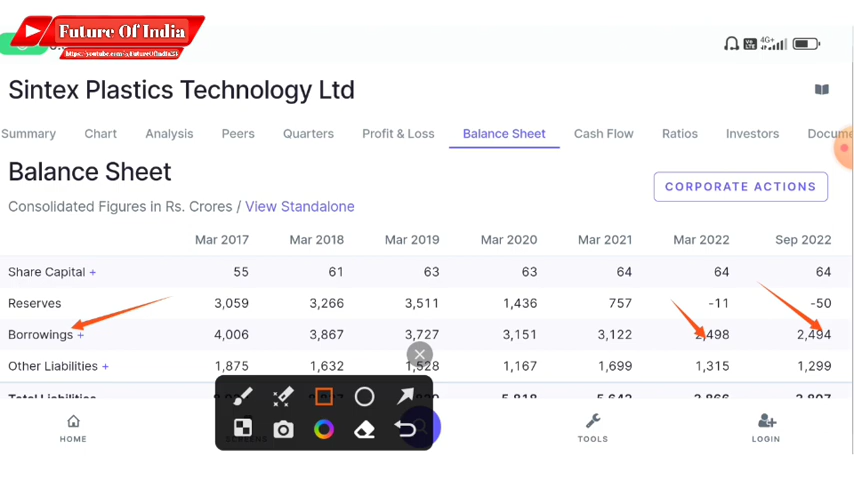 Future Of India
Sintex Plastics Technology Ltd
Summary Chart Analysis Peers Quarters Profit & Loss Balance Sheet Cash Flow Ratios Investors Docume
Balance Sheet
CORPORATE ACTIONS
Consolidated Figures in Rs. Crores / View Standalone
Mar 2017 Mar 2018 Mar 2019 Mar 2020 Mar 2021 Mar 2022 Sep 2022
Share Capital + 55 61 63 63 64 64 64
Reserves 3,059 3,266 3,511 1,436 757 -11 -50
Borrowings + 4,006 3,867 3,727 3,151 3,122 2,498 2,494
Other Liabilities + 1,875 1,632 1,528 1,167 1,699 1,315 1,299
HOME TOOLS LOGIN